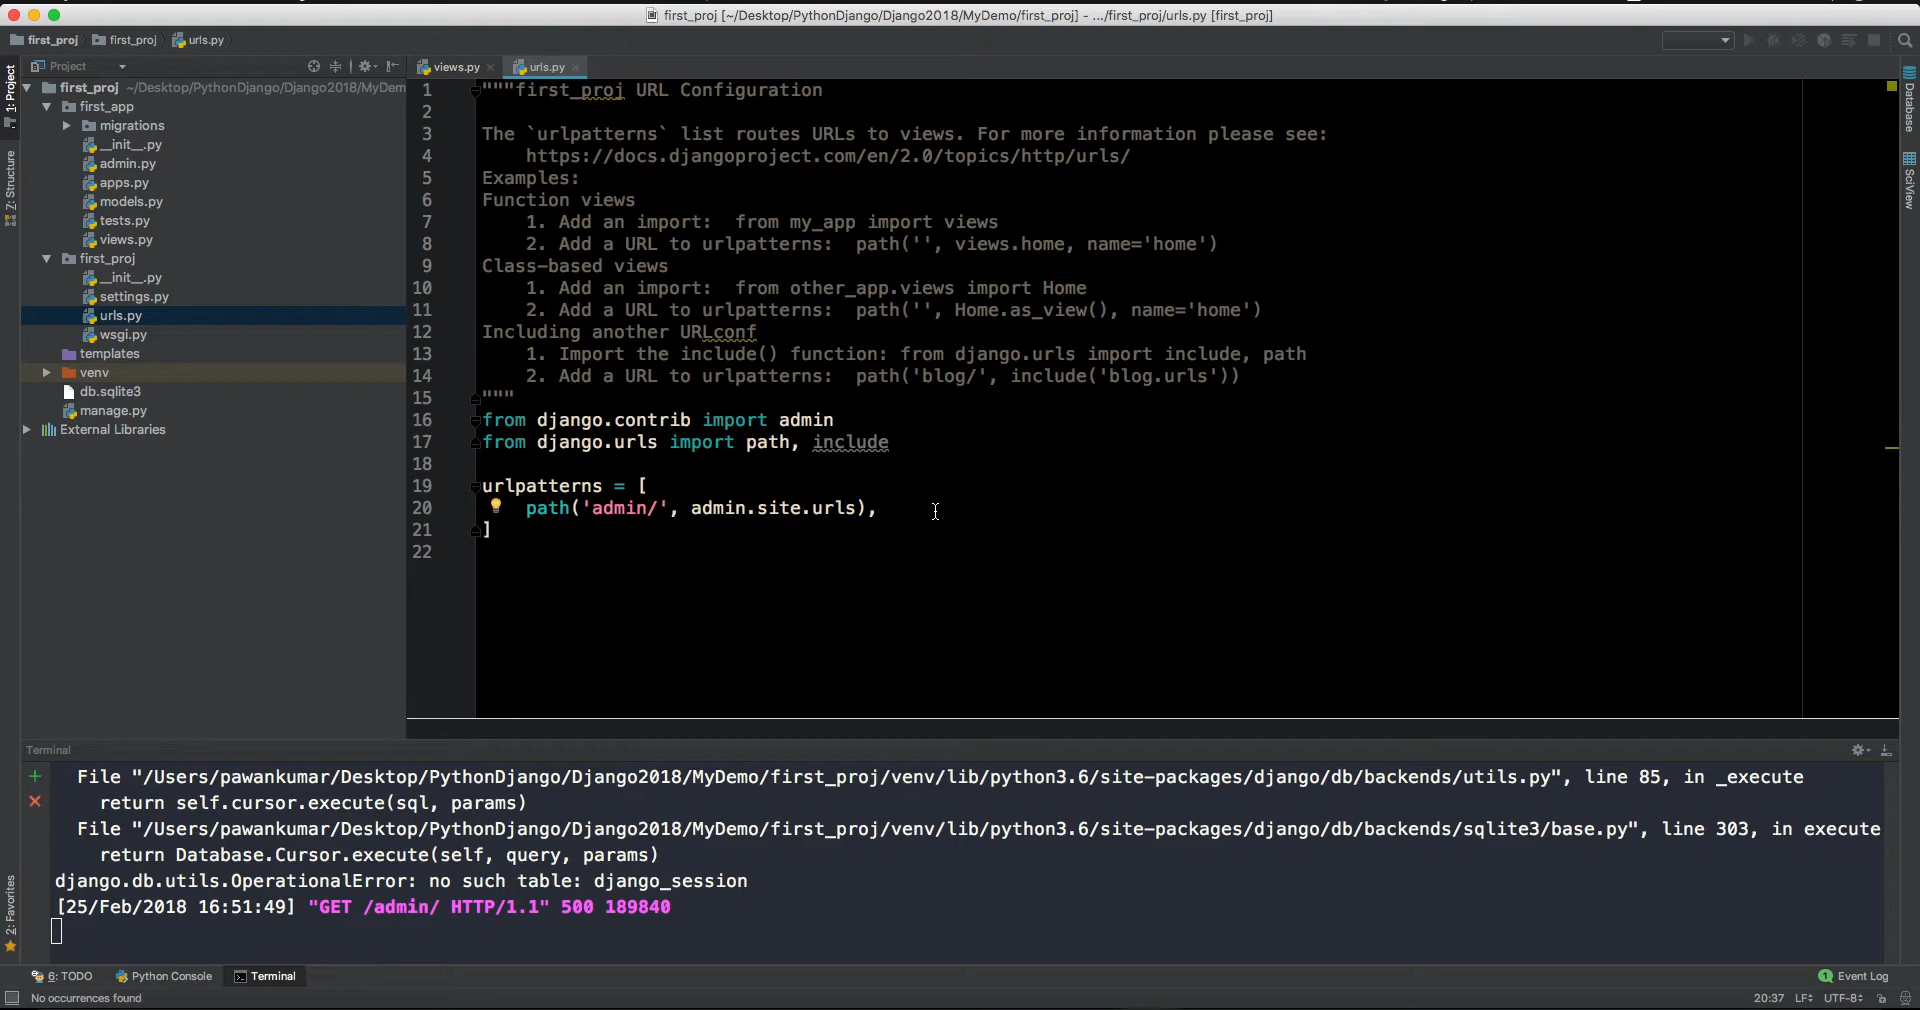 first_proj [~/Desktop/PythonDjango/Django2018/MyDemo/first_proj] - .../first_proj/urls.py [first_proj]
first_proj first_proj urls.py
1: Project
Z: Structure
2: Favorites
Project
first_proj ~/Desktop/PythonDjango/Django2018/MyDem
first_app
migrations
__init__.py
admin.py
apps.py
models.py
tests.py
views.py
first_proj
__init__.py
settings.py
urls.py
wsgi.py
templates
venv
db.sqlite3
manage.py
External Libraries
views.py urls.py
1 """first_proj URL Configuration
2
3 The `urlpatterns` list routes URLs to views. For more information please see:
4 https://docs.djangoproject.com/en/2.0/topics/http/urls/
5 Examples:
6 Function views
7 1. Add an import:  from my_app import views
8 2. Add a URL to urlpatterns:  path('', views.home, name='home')
9 Class-based views
10 1. Add an import:  from other_app.views import Home
11 2. Add a URL to urlpatterns:  path('', Home.as_view(), name='home')
12 Including another URLconf
13 1. Import the include() function: from django.urls import include, path
14 2. Add a URL to urlpatterns:  path('blog/', include('blog.urls'))
15 """
16 from django.contrib import admin
17 from django.urls import path, include
18
19 urlpatterns = [
20 path('admin/', admin.site.urls),
21 ]
22
Database
SciView
Terminal
File "/Users/pawankumar/Desktop/PythonDjango/Django2018/MyDemo/first_proj/venv/lib/python3.6/site-packages/django/db/backends/utils.py", line 85, in _execute
return self.cursor.execute(sql, params)
File "/Users/pawankumar/Desktop/PythonDjango/Django2018/MyDemo/first_proj/venv/lib/python3.6/site-packages/django/db/backends/sqlite3/base.py", line 303, in execute
return Database.Cursor.execute(self, query, params)
django.db.utils.OperationalError: no such table: django_session
[25/Feb/2018 16:51:49] "GET /admin/ HTTP/1.1" 500 189840
6: TODO Python Console Terminal 1 Event Log
No occurrences found 20:37 LF UTF-8